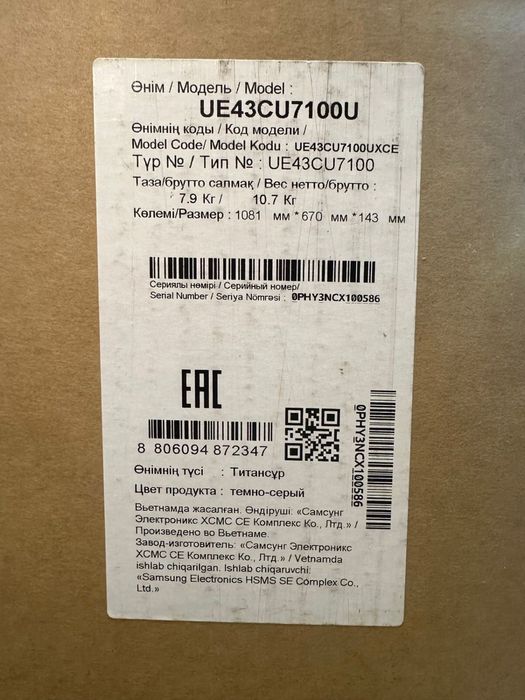 Өнім / Модель / Model :
UE43CU7100U
Өнімнің коды / Код модели /
Model Code/ Model Kodu : UE43CU7100UXCE
Түр № / Тип № : UE43CU7100
Таза/брутто салмақ / Вес нетто/брутто :
7.9 Кг / 10.7 Кг
Көлемі/Размер : 1081 мм * 670 мм * 143 мм
Сериялы нөмірі / Серийный номер/
Serial Number / Seriya Nömrəsi : 0PHY3NCX100586
EAC
8 806094 872347
0PHY3NCX100586
Өнімнің түсі : Титансұр
Цвет продукта : темно-серый
Вьетнамда жасалған. Өндіруші: «Самсунг
Электроникс ХСМС СЕ Комплекс Ко., Лтд.» /
Произведено во Вьетнаме.
Завод-изготовитель: «Самсунг Электроникс
ХСМС СЕ Комплекс Ко., Лтд.» / Vetnamda
ishlab chiqarilgan. Ishlab chiqaruvchi:
«Samsung Electronics HSMS SE Complex Co.,
Ltd.»